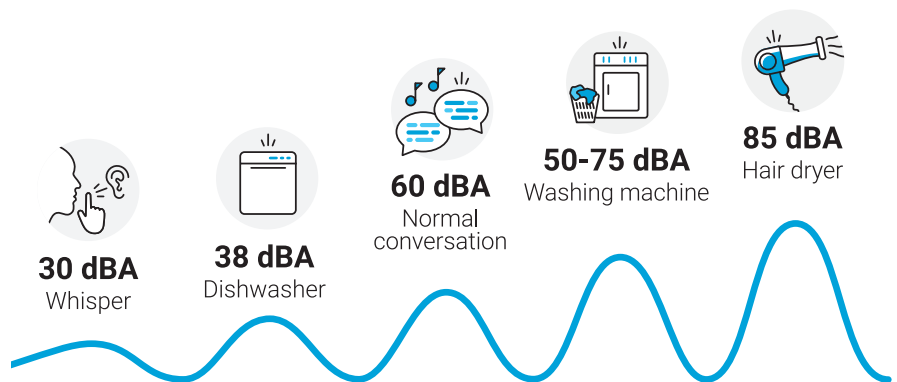 30 dBA
Whisper
38 dBA
Dishwasher
60 dBA
Normal
conversation
50-75 dBA
Washing machine
85 dBA
Hair dryer